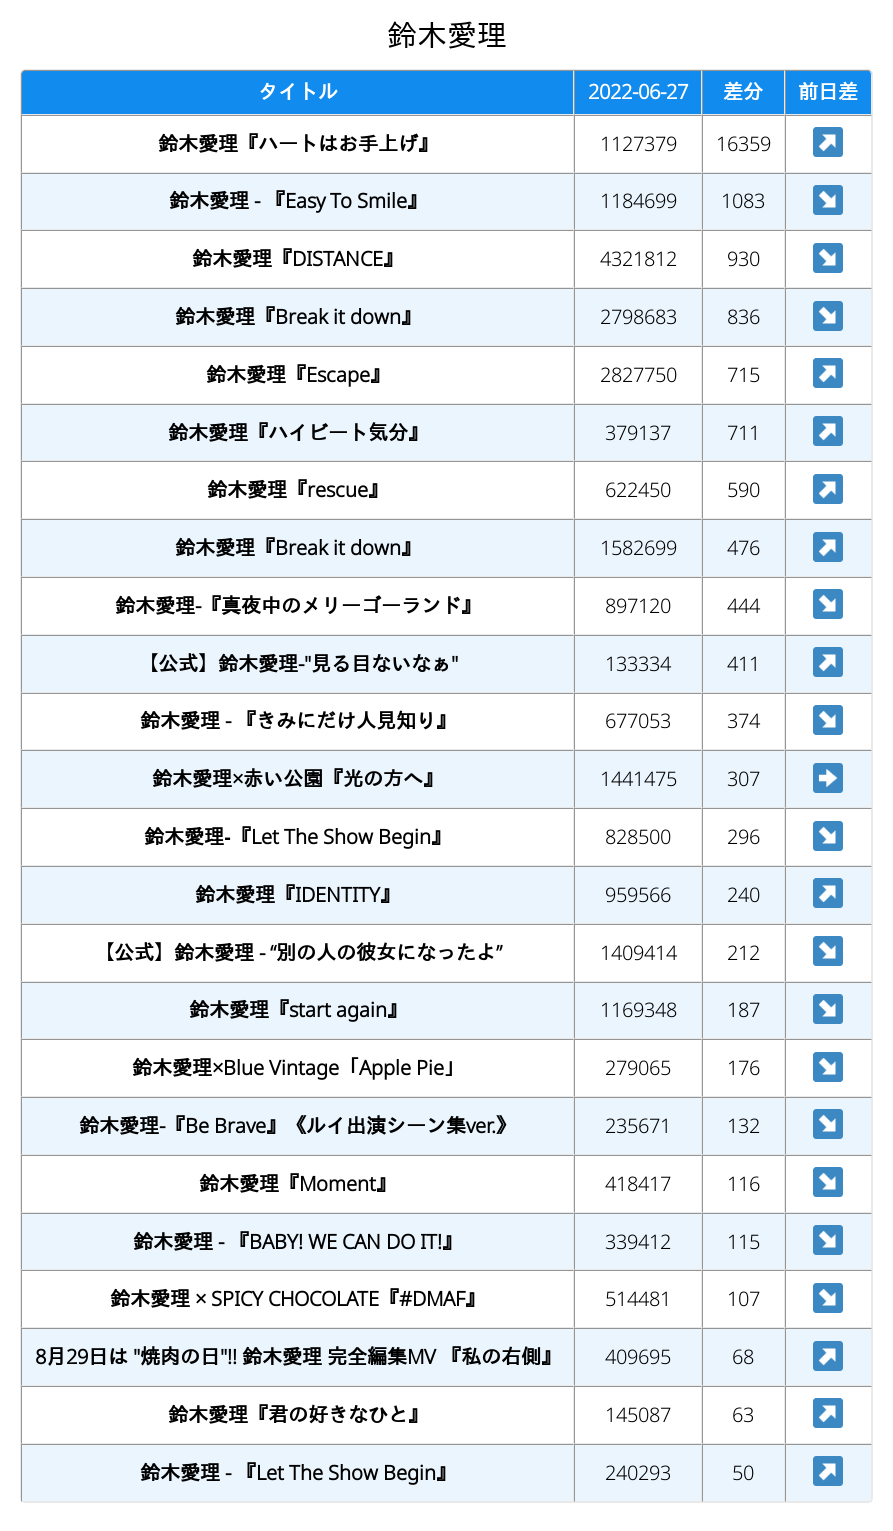 鈴木愛理
タイトル 2022-06-27 差分 前日差
鈴木愛理『ハートはお手上げ』 1127379 16359
鈴木愛理 - 『Easy To Smile』 1184699 1083
鈴木愛理『DISTANCE』 4321812 930
鈴木愛理『Break it down』 2798683 836
鈴木愛理『Escape』 2827750 715
鈴木愛理『ハイビート気分』 379137 711
鈴木愛理『rescue』 622450 590
鈴木愛理『Break it down』 1582699 476
鈴木愛理-『真夜中のメリーゴーランド』 897120 444
【公式】鈴木愛理-"見る目ないなぁ" 133334 411
鈴木愛理 - 『きみにだけ人見知り』 677053 374
鈴木愛理×赤い公園『光の方へ』 1441475 307
鈴木愛理-『Let The Show Begin』 828500 296
鈴木愛理『IDENTITY』 959566 240
【公式】鈴木愛理 - “別の人の彼女になったよ” 1409414 212
鈴木愛理『start again』 1169348 187
鈴木愛理×Blue Vintage「Apple Pie」 279065 176
鈴木愛理-『Be Brave』《ルイ出演シーン集ver.》 235671 132
鈴木愛理『Moment』 418417 116
鈴木愛理 - 『BABY! WE CAN DO IT!』 339412 115
鈴木愛理 × SPICY CHOCOLATE『#DMAF』 514481 107
8月29日は "焼肉の日"!! 鈴木愛理 完全編集MV 『私の右側』 409695 68
鈴木愛理『君の好きなひと』 145087 63
鈴木愛理 - 『Let The Show Begin』 240293 50